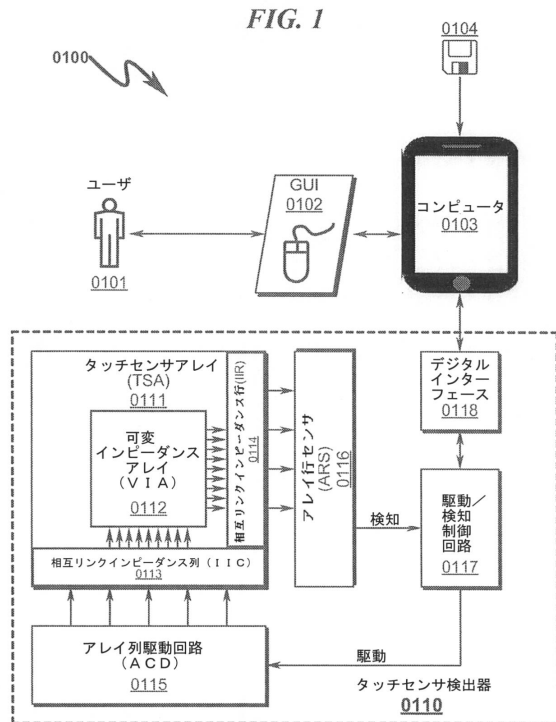 FIG. 1
0100
0104
ユーザ
0101
GUI
0102
コンピュータ
0103
タッチセンサアレイ
(TSA)
0111
可変
インピーダンス
アレイ
(VIA)
0112
相互リンクインピーダンス行(IIR)
0114
相互リンクインピーダンス列(IIC)
0113
アレイ行センサ
(ARS)
0116
デジタル
インター
フェース
0118
検知
駆動/
検知
制御
回路
0117
アレイ列駆動回路
(ACD)
0115
駆動
タッチセンサ検出器
0110